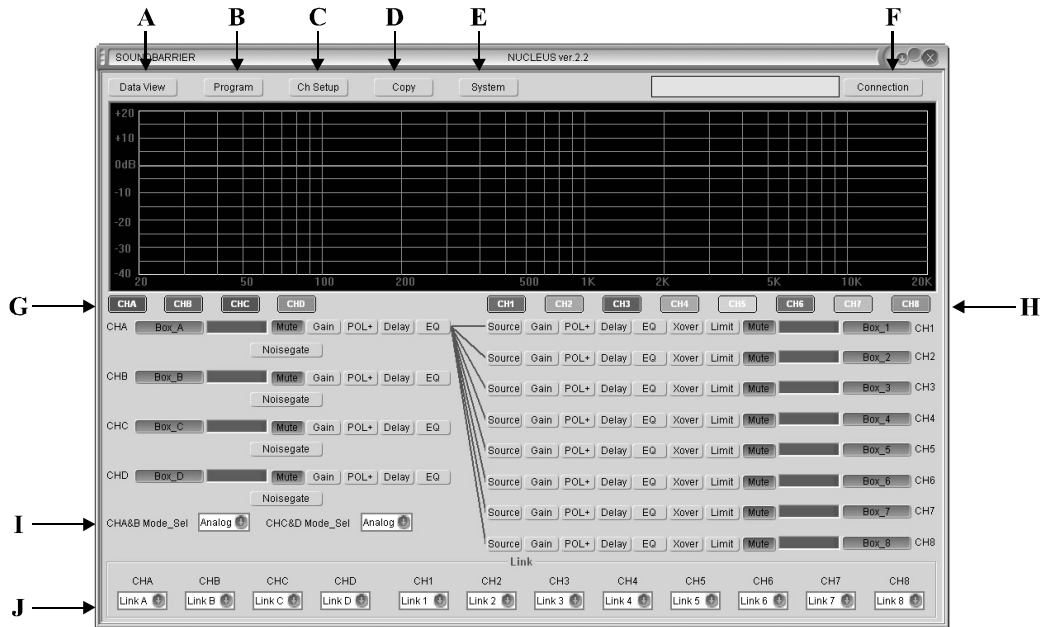 A B C D E F
SOUNDBARRIER NUCLEUS ver.2.2
Data View Program Ch Setup Copy System Connection
+20
+10
0dB
-10
-20
-30
-40
20 50 100 200 500 1K 2K 5K 10K 20K
G CHA CHB CHC CHD CH1 CH2 CH3 CH4 CH5 CH6 CH7 CH8 H
CHA Box_A Mute Gain POL+ Delay EQ Source Gain POL+ Delay EQ Xover Limit Mute Box_1 CH1
Noisegate
Source Gain POL+ Delay EQ Xover Limit Mute Box_2 CH2
CHB Box_B Mute Gain POL+ Delay EQ Source Gain POL+ Delay EQ Xover Limit Mute Box_3 CH3
Noisegate
CHC Box_C Mute Gain POL+ Delay EQ Source Gain POL+ Delay EQ Xover Limit Mute Box_4 CH4
Noisegate Source Gain POL+ Delay EQ Xover Limit Mute Box_5 CH5
CHD Box_D Mute Gain POL+ Delay EQ Source Gain POL+ Delay EQ Xover Limit Mute Box_6 CH6
Noisegate
Source Gain POL+ Delay EQ Xover Limit Mute Box_7 CH7
I CHA&B Mode_Sel Analog CHC&D Mode_Sel Analog
Source Gain POL+ Delay EQ Xover Limit Mute Box_8 CH8
Link
CHA CHB CHC CHD CH1 CH2 CH3 CH4 CH5 CH6 CH7 CH8
J Link A Link B Link C Link D Link 1 Link 2 Link 3 Link 4 Link 5 Link 6 Link 7 Link 8